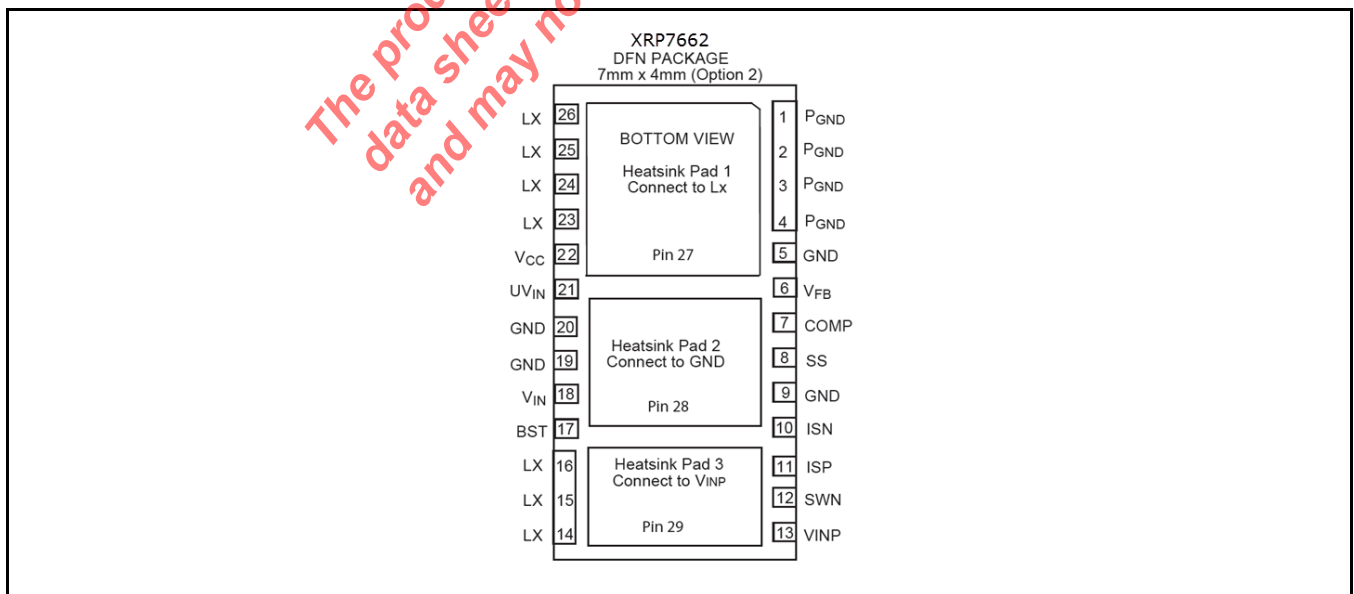 The prod
data shee
and may no
XRP7662
DFN PACKAGE
7mm x 4mm (Option 2)
LX 26
LX 25
LX 24
LX 23
VCC 22
UVIN 21
GND 20
GND 19
VIN 18
BST 17
LX 16
LX 15
LX 14
BOTTOM VIEW
Heatsink Pad 1
Connect to Lx
Pin 27
Heatsink Pad 2
Connect to GND
Pin 28
Heatsink Pad 3
Connect to VINP
Pin 29
1 PGND
2 PGND
3 PGND
4 PGND
5 GND
6 VFB
7 COMP
8 SS
9 GND
10 ISN
11 ISP
12 SWN
13 VINP